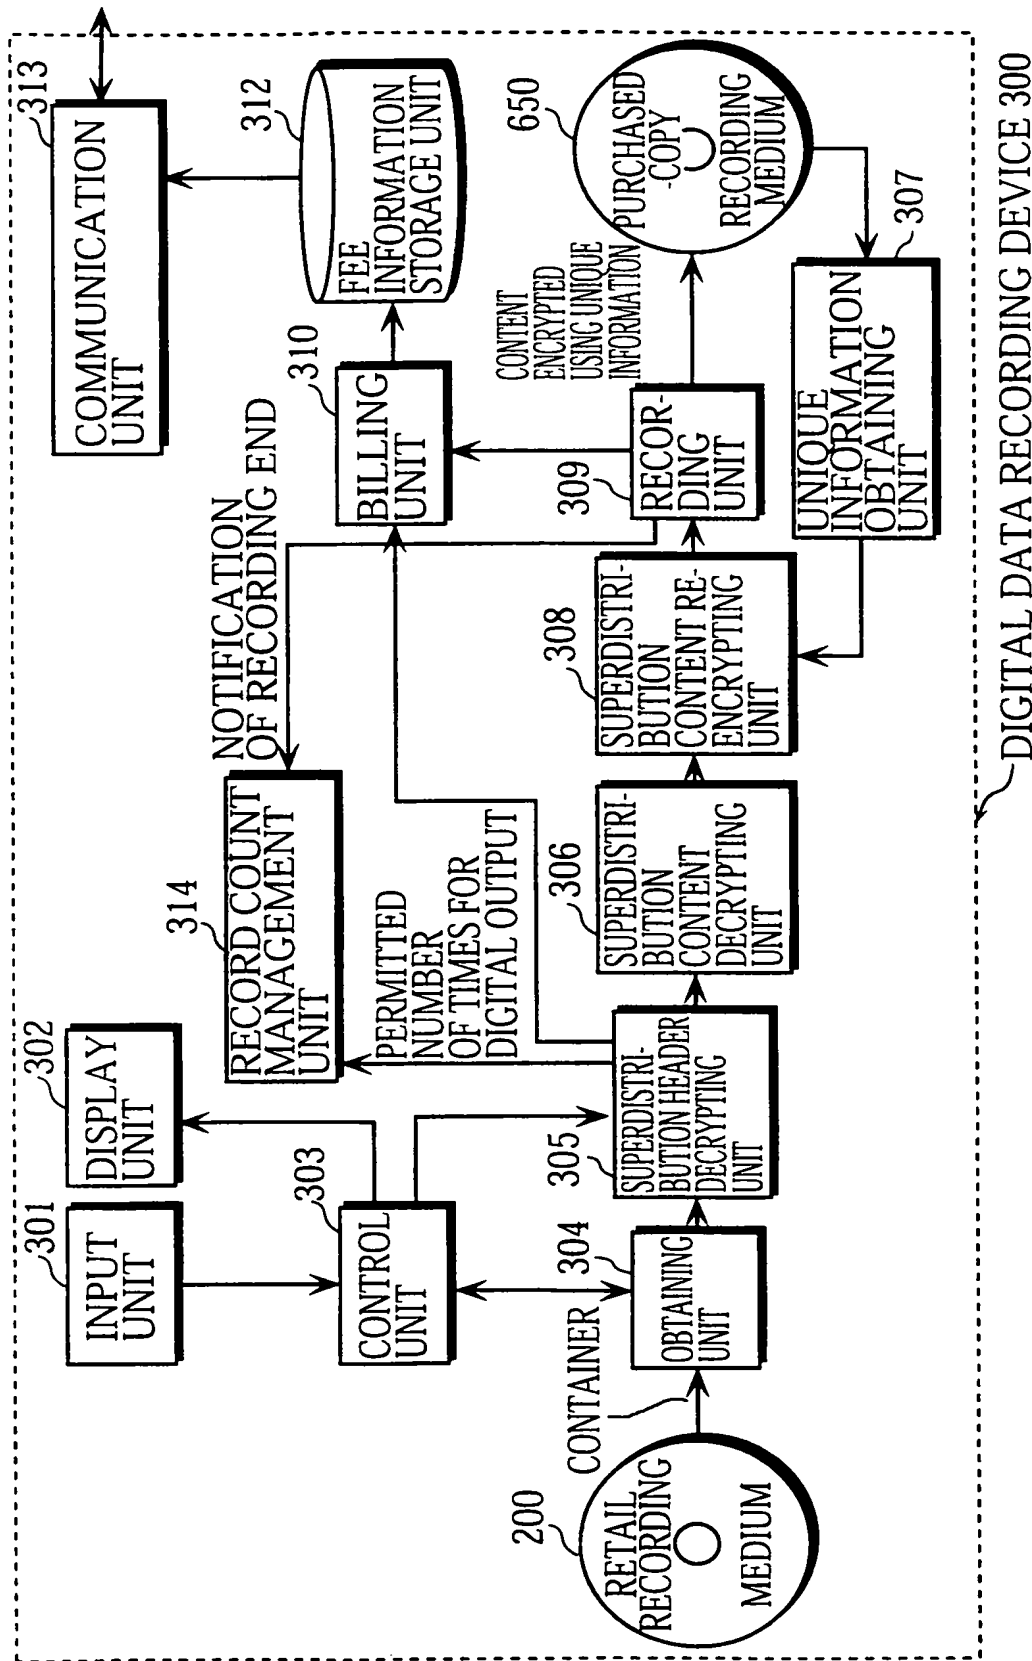 301
INPUT
UNIT
302
DISPLAY
UNIT
314
RECORD COUNT
MANAGEMENT
UNIT
NOTIFICATION
OF RECORDING END
313
COMMUNICATION
UNIT
303
CONTROL
UNIT
PERMITTED
NUMBER
OF TIMES FOR
DIGITAL OUTPUT
310
BILLING
UNIT
312
FEE
INFORMATION
STORAGE UNIT
200
RETAIL
RECORDING
MEDIUM
CONTAINER
304
OBTAINING
UNIT
305
SUPERDISTRI-
BUTION HEADER
DECRYPTING
UNIT
306
SUPERDISTRI-
BUTION
CONTENT
DECRYPTING
UNIT
308
SUPERDISTRI-
BUTION
CONTENT RE-
ENCRYPTING
UNIT
309
RECOR-
DING
UNIT
CONTENT
ENCRYPTED
USING UNIQUE
INFORMATION
650
PURCHASED
-COPY
RECORDING
MEDIUM
307
UNIQUE
INFORMATION
OBTAINING
UNIT
DIGITAL DATA RECORDING DEVICE 300